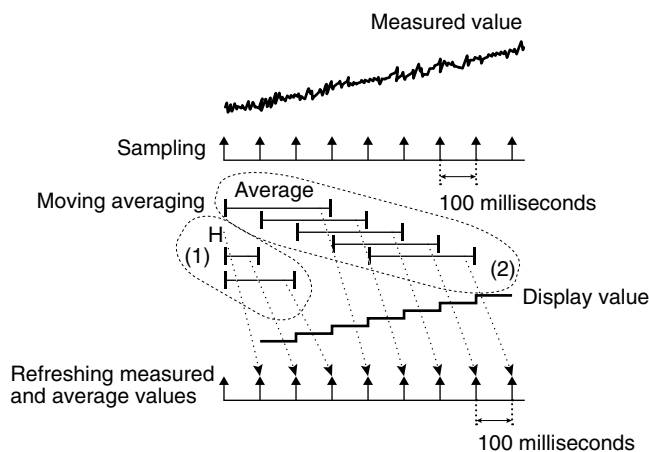 Measured value
Sampling
100 milliseconds
Moving averaging
Average
H
(1)
(2)
Display value
Refreshing measured
and average values
100 milliseconds